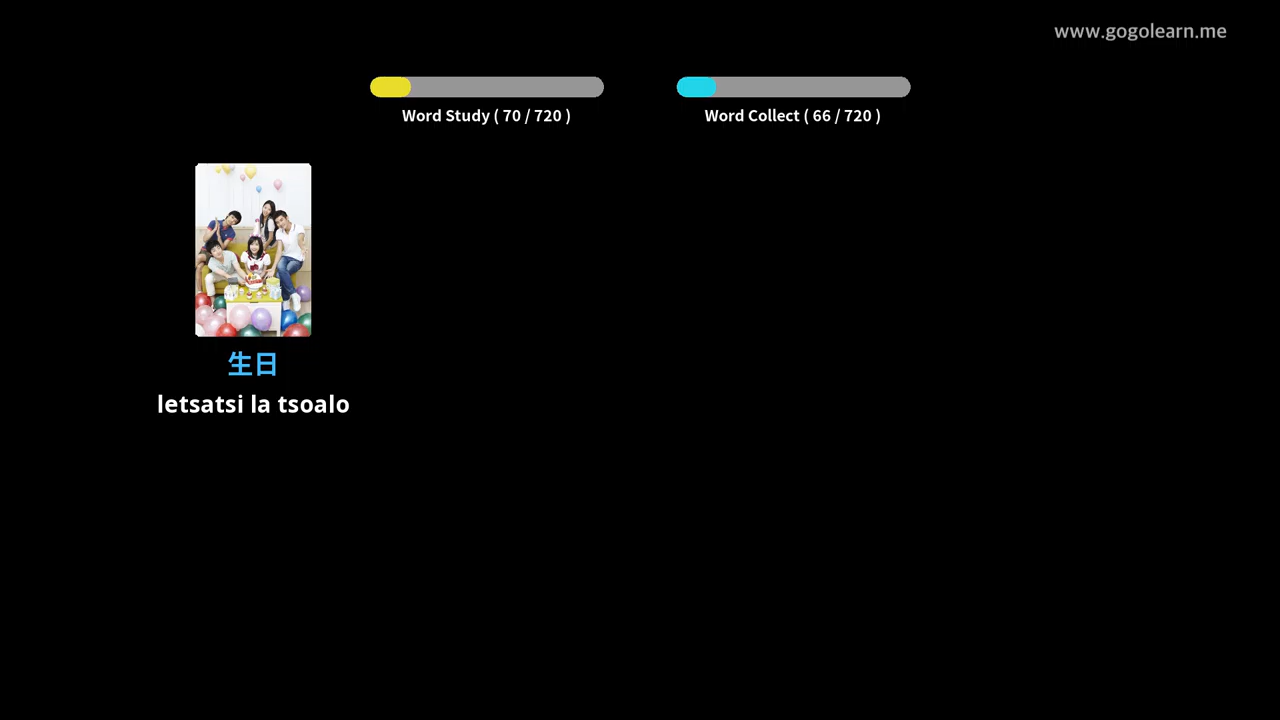 www.gogolearn.me
Word Study ( 70 / 720 )
Word Collect ( 66 / 720 )
生日
letsatsi la tsoalo